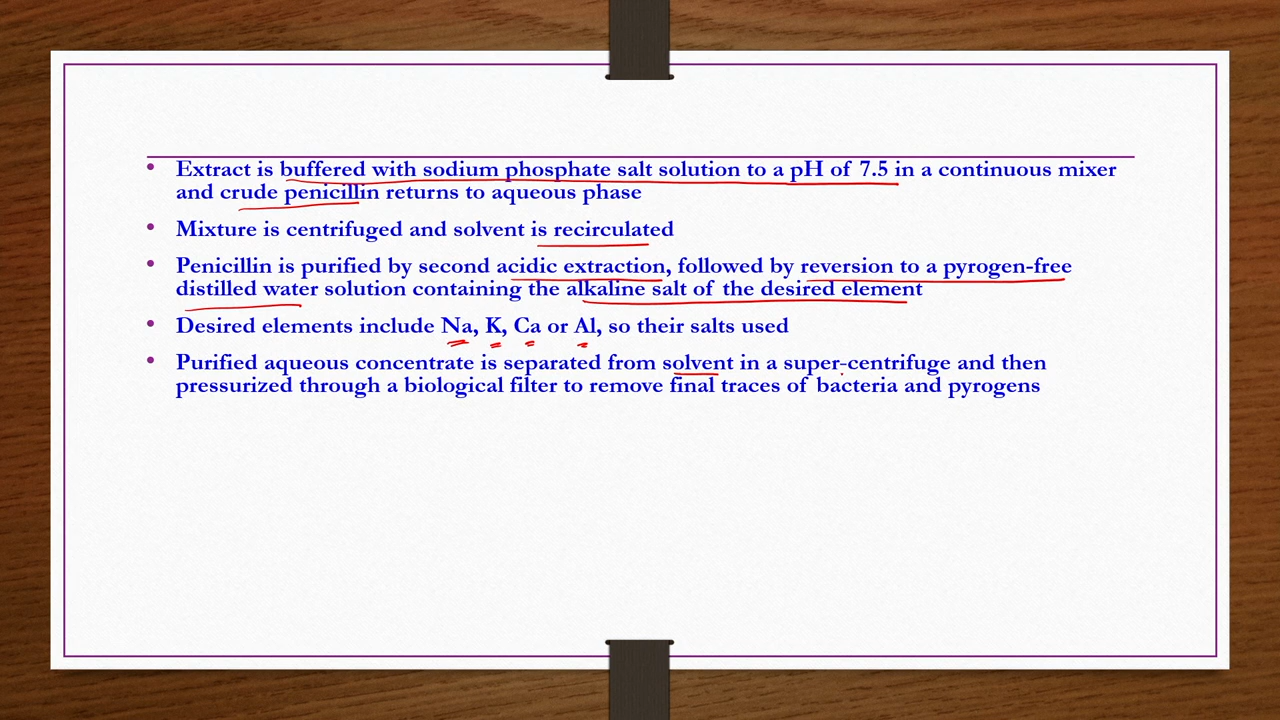 • Extract is buffered with sodium phosphate salt solution to a pH of 7.5 in a continuous mixer
and crude penicillin returns to aqueous phase
• Mixture is centrifuged and solvent is recirculated
• Penicillin is purified by second acidic extraction, followed by reversion to a pyrogen-free
distilled water solution containing the alkaline salt of the desired element
• Desired elements include Na, K, Ca or Al, so their salts used
• Purified aqueous concentrate is separated from solvent in a super-centrifuge and then
pressurized through a biological filter to remove final traces of bacteria and pyrogens